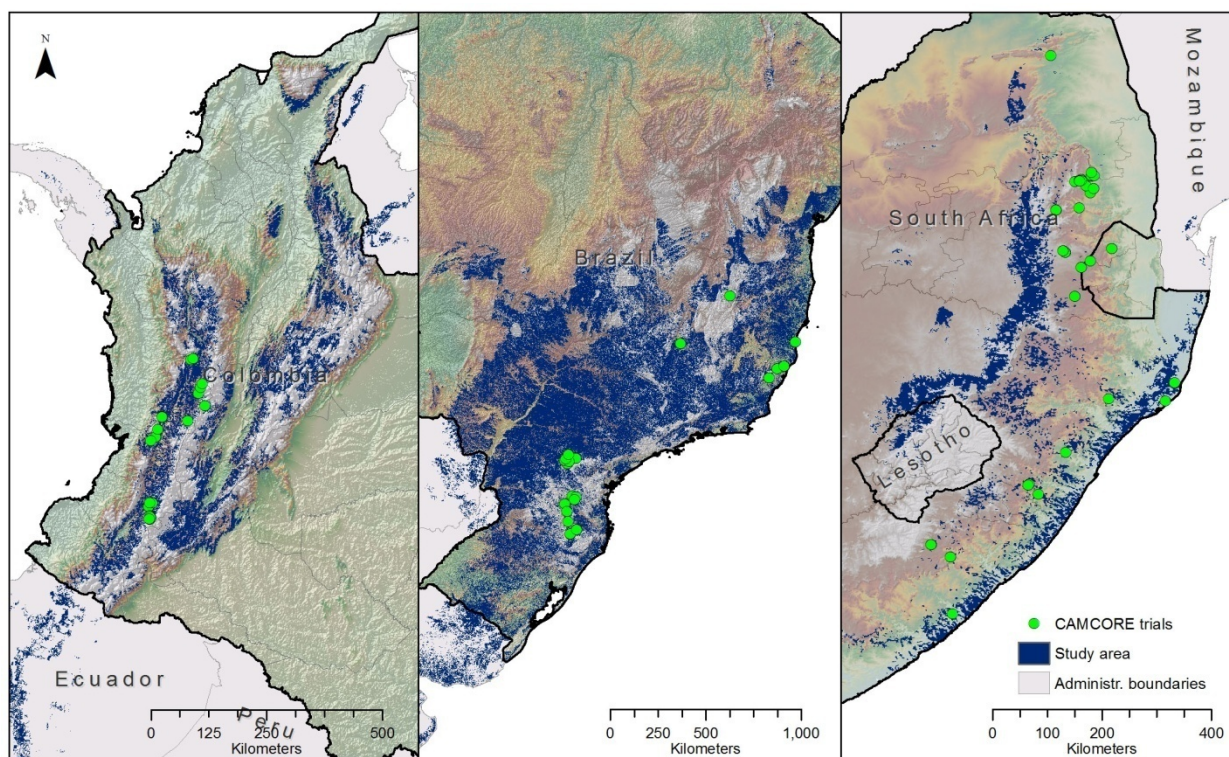 N
Colombia
Ecuador
Peru
0 125 250 500
Kilometers
Brazil
0 250 500 1,000
Kilometers
Mozambique
South Africa
Lesotho
CAMCORE trials
Study area
Administr. boundaries
0 100 200 400
Kilometers